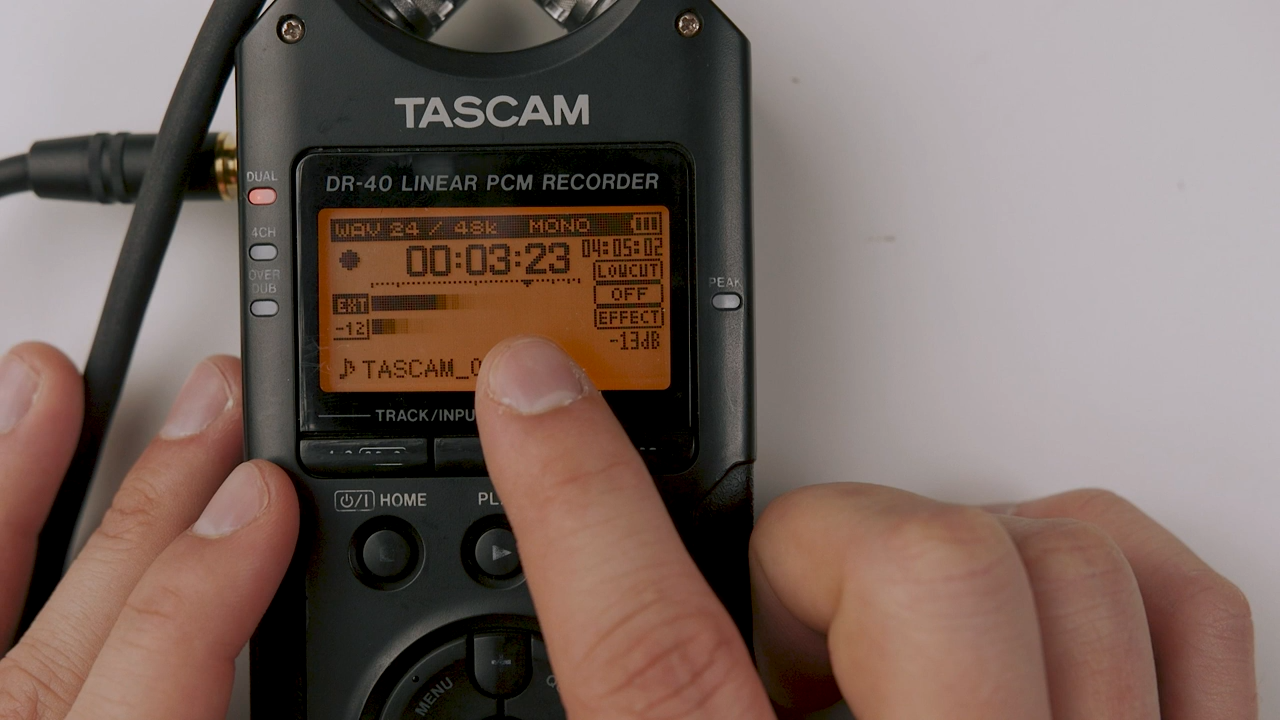 TASCAM
DR-40 LINEAR PCM RECORDER
DUAL
4CH
OVER
DUB
PEAK
WAV 24 / 48k MONO
00:03:23
04:05:02
LOWCUT
OFF
EFFECT
-13dB
EXT
-12
TASCAM_0
TRACK/INPU
HOME
PL
MENU